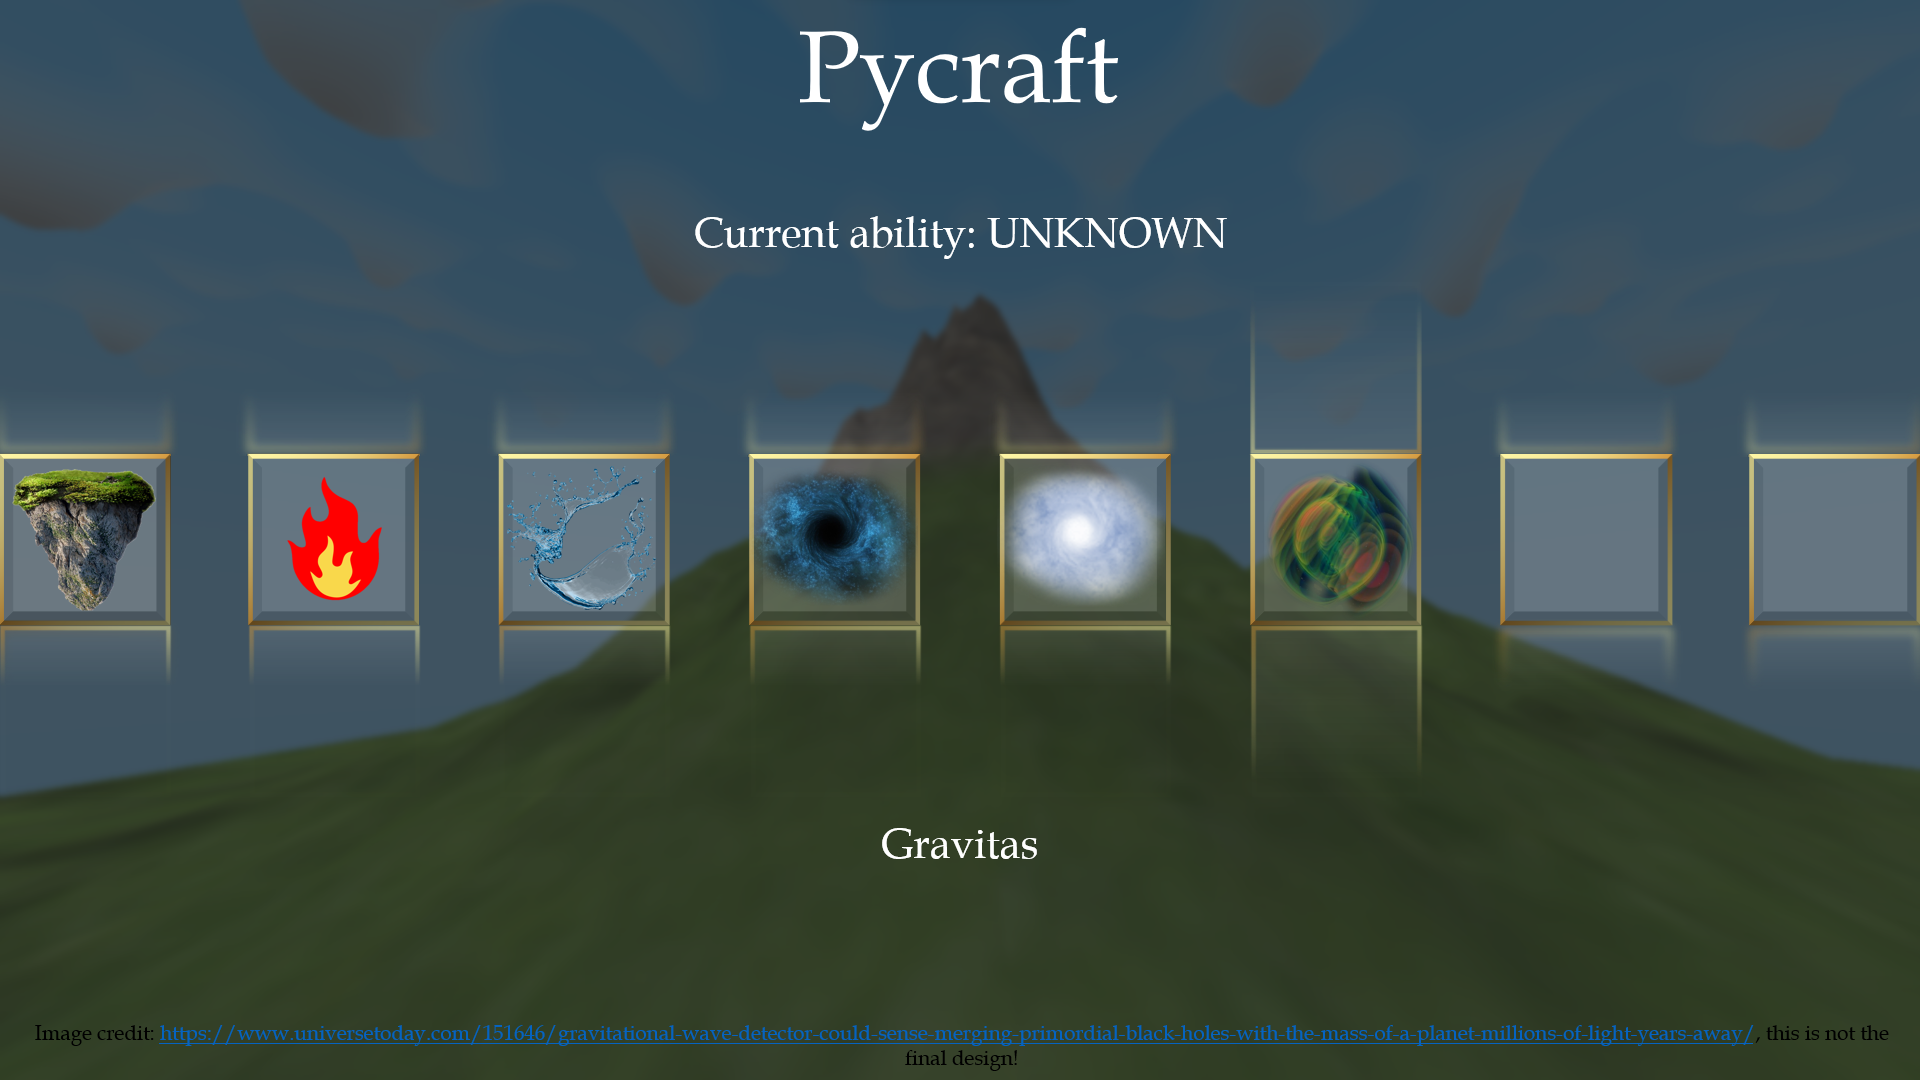 Pycraft
Current ability: UNKNOWN
Gravitas
Image credit: https://www.universetoday.com/151646/gravitational-wave-detector-could-sense-merging-primordial-black-holes-with-the-mass-of-a-planet-millions-of-light-years-away/, this is not the
final design!